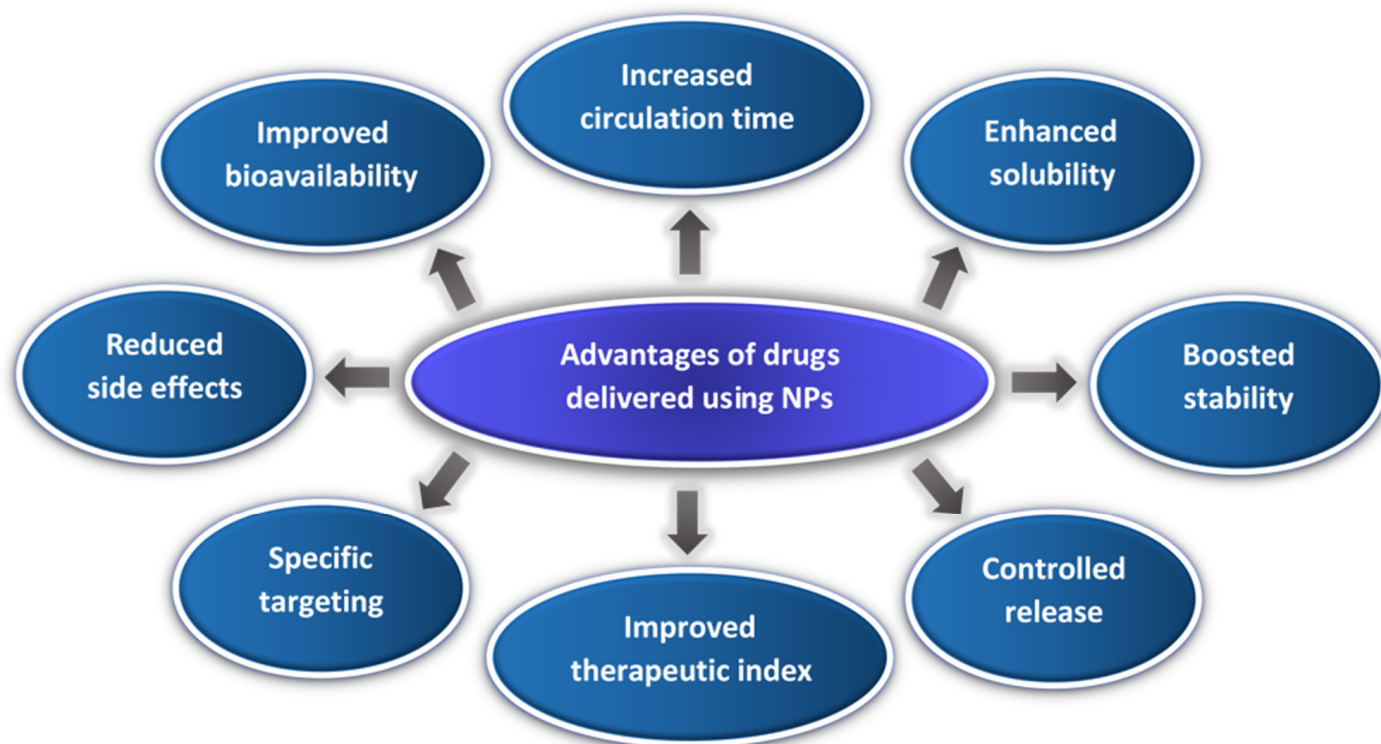 Increased
circulation time
Improved
bioavailability
Enhanced
solubility
Reduced
side effects
Advantages of drugs
delivered using NPs
Boosted
stability
Specific
targeting
Improved
therapeutic index
Controlled
release